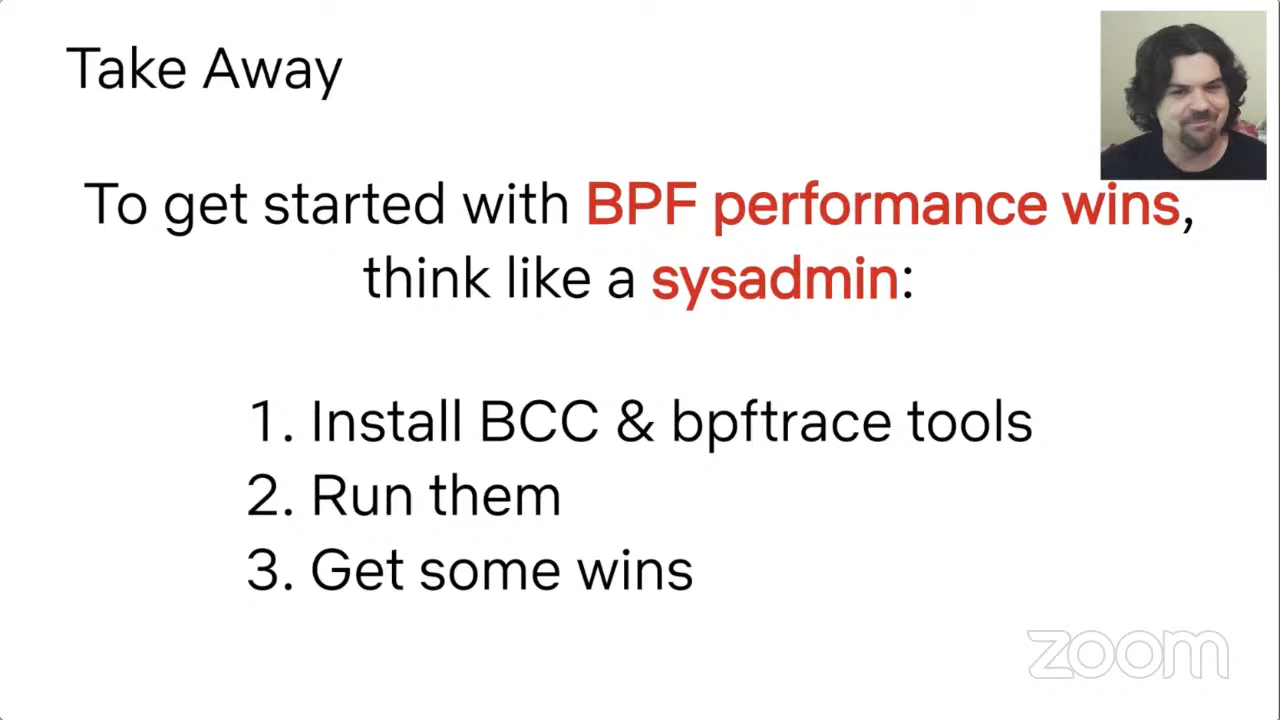 Take Away
To get started with BPF performance wins,
think like a sysadmin:
1. Install BCC & bpftrace tools
2. Run them
3. Get some wins
zoom